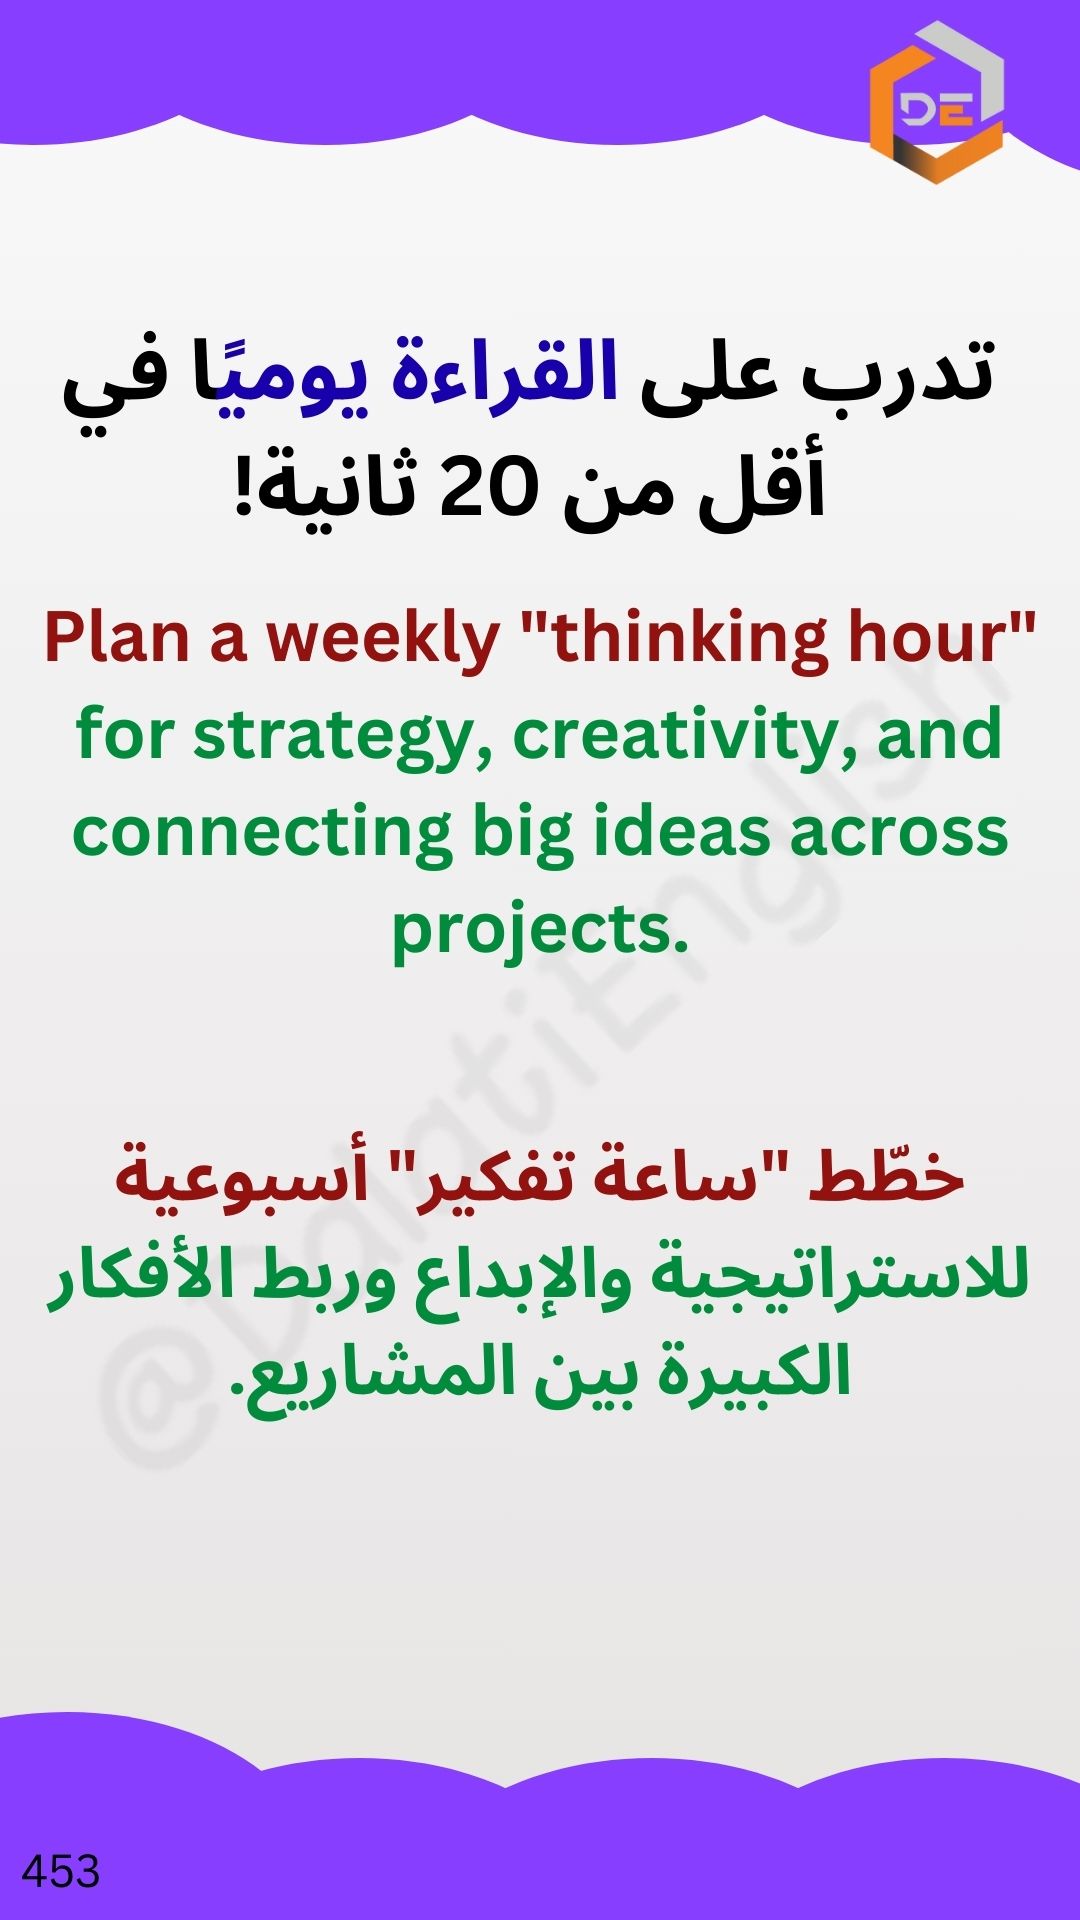 DE
تدرب على القراءة يوميًا في
أقل من 20 ثانية!
Plan a weekly "thinking hour"
for strategy, creativity, and
connecting big ideas across
projects.
خطّط "ساعة تفكير" أسبوعية
للاستراتيجية والإبداع وربط الأفكار
الكبيرة بين المشاريع.
@DalatiEnglish
453